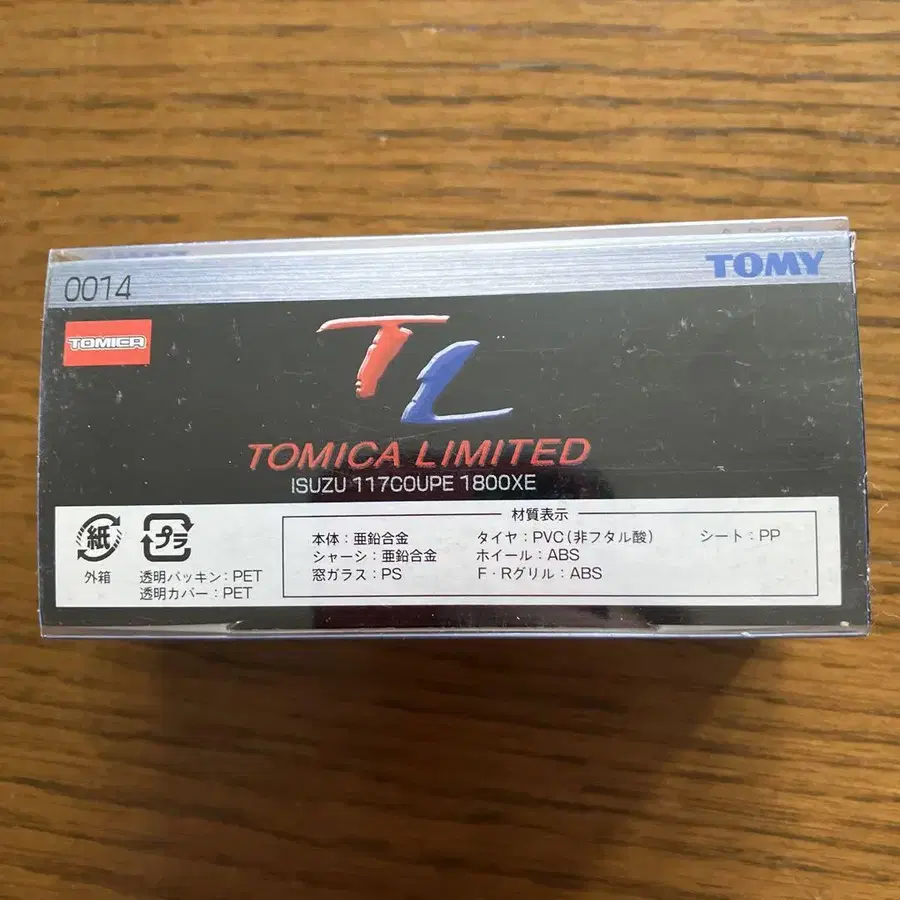 0014
TOMY
TOMICA
TL
TOMICA LIMITED
ISUZU 117COUPE 1800XE
材質表示
紙
外箱
プラ
透明パッキン：PET
透明カバー：PET
本体：亜鉛合金
シャーシ：亜鉛合金
窓ガラス：PS
タイヤ：PVC（非フタル酸）
ホイール：ABS
F・Rグリル：ABS
シート：PP